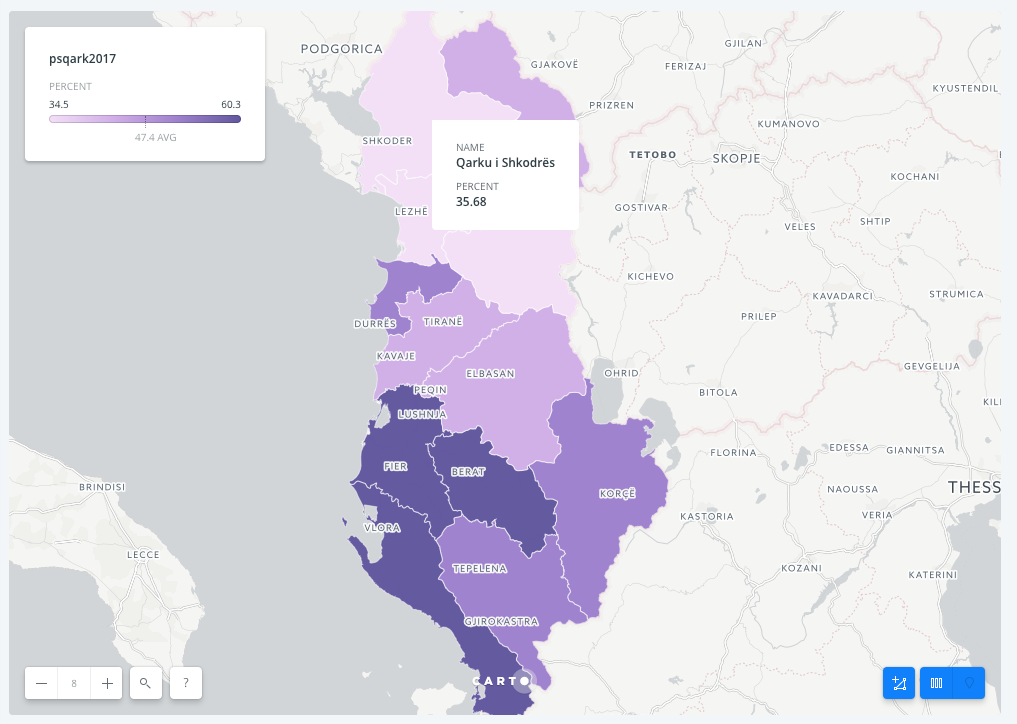 psqark2017
PERCENT
34.5 60.3
47.4 AVG
PODGORICA
GJAKOVË
GJILAN
FERIZAJ
KYUSTENDIL
PRIZREN
KUMANOVO
SHKODER
NAME
Qarku i Shkodrës
PERCENT
35.68
TETOBO
SKOPJE
KOCHANI
LEZHË
GOSTIVAR
VELES
SHTIP
KICHEVO
KAVADARCI
STRUMICA
DURRËS
TIRANË
PRILEP
KAVAJE
ELBASAN
OHRID
GEVGELIJA
PEQIN
BITOLA
KILI
LUSHNJA
FLORINA
EDESSA
GIANNITSA
FIER
BERAT
BRINDISI
KORÇË
NAOUSSA
THESS
VLORA
KASTORIA
VERIA
LECCE
TEPELENA
KOZANI
KATERINI
GJIROKASTRA
8
?
CARTO